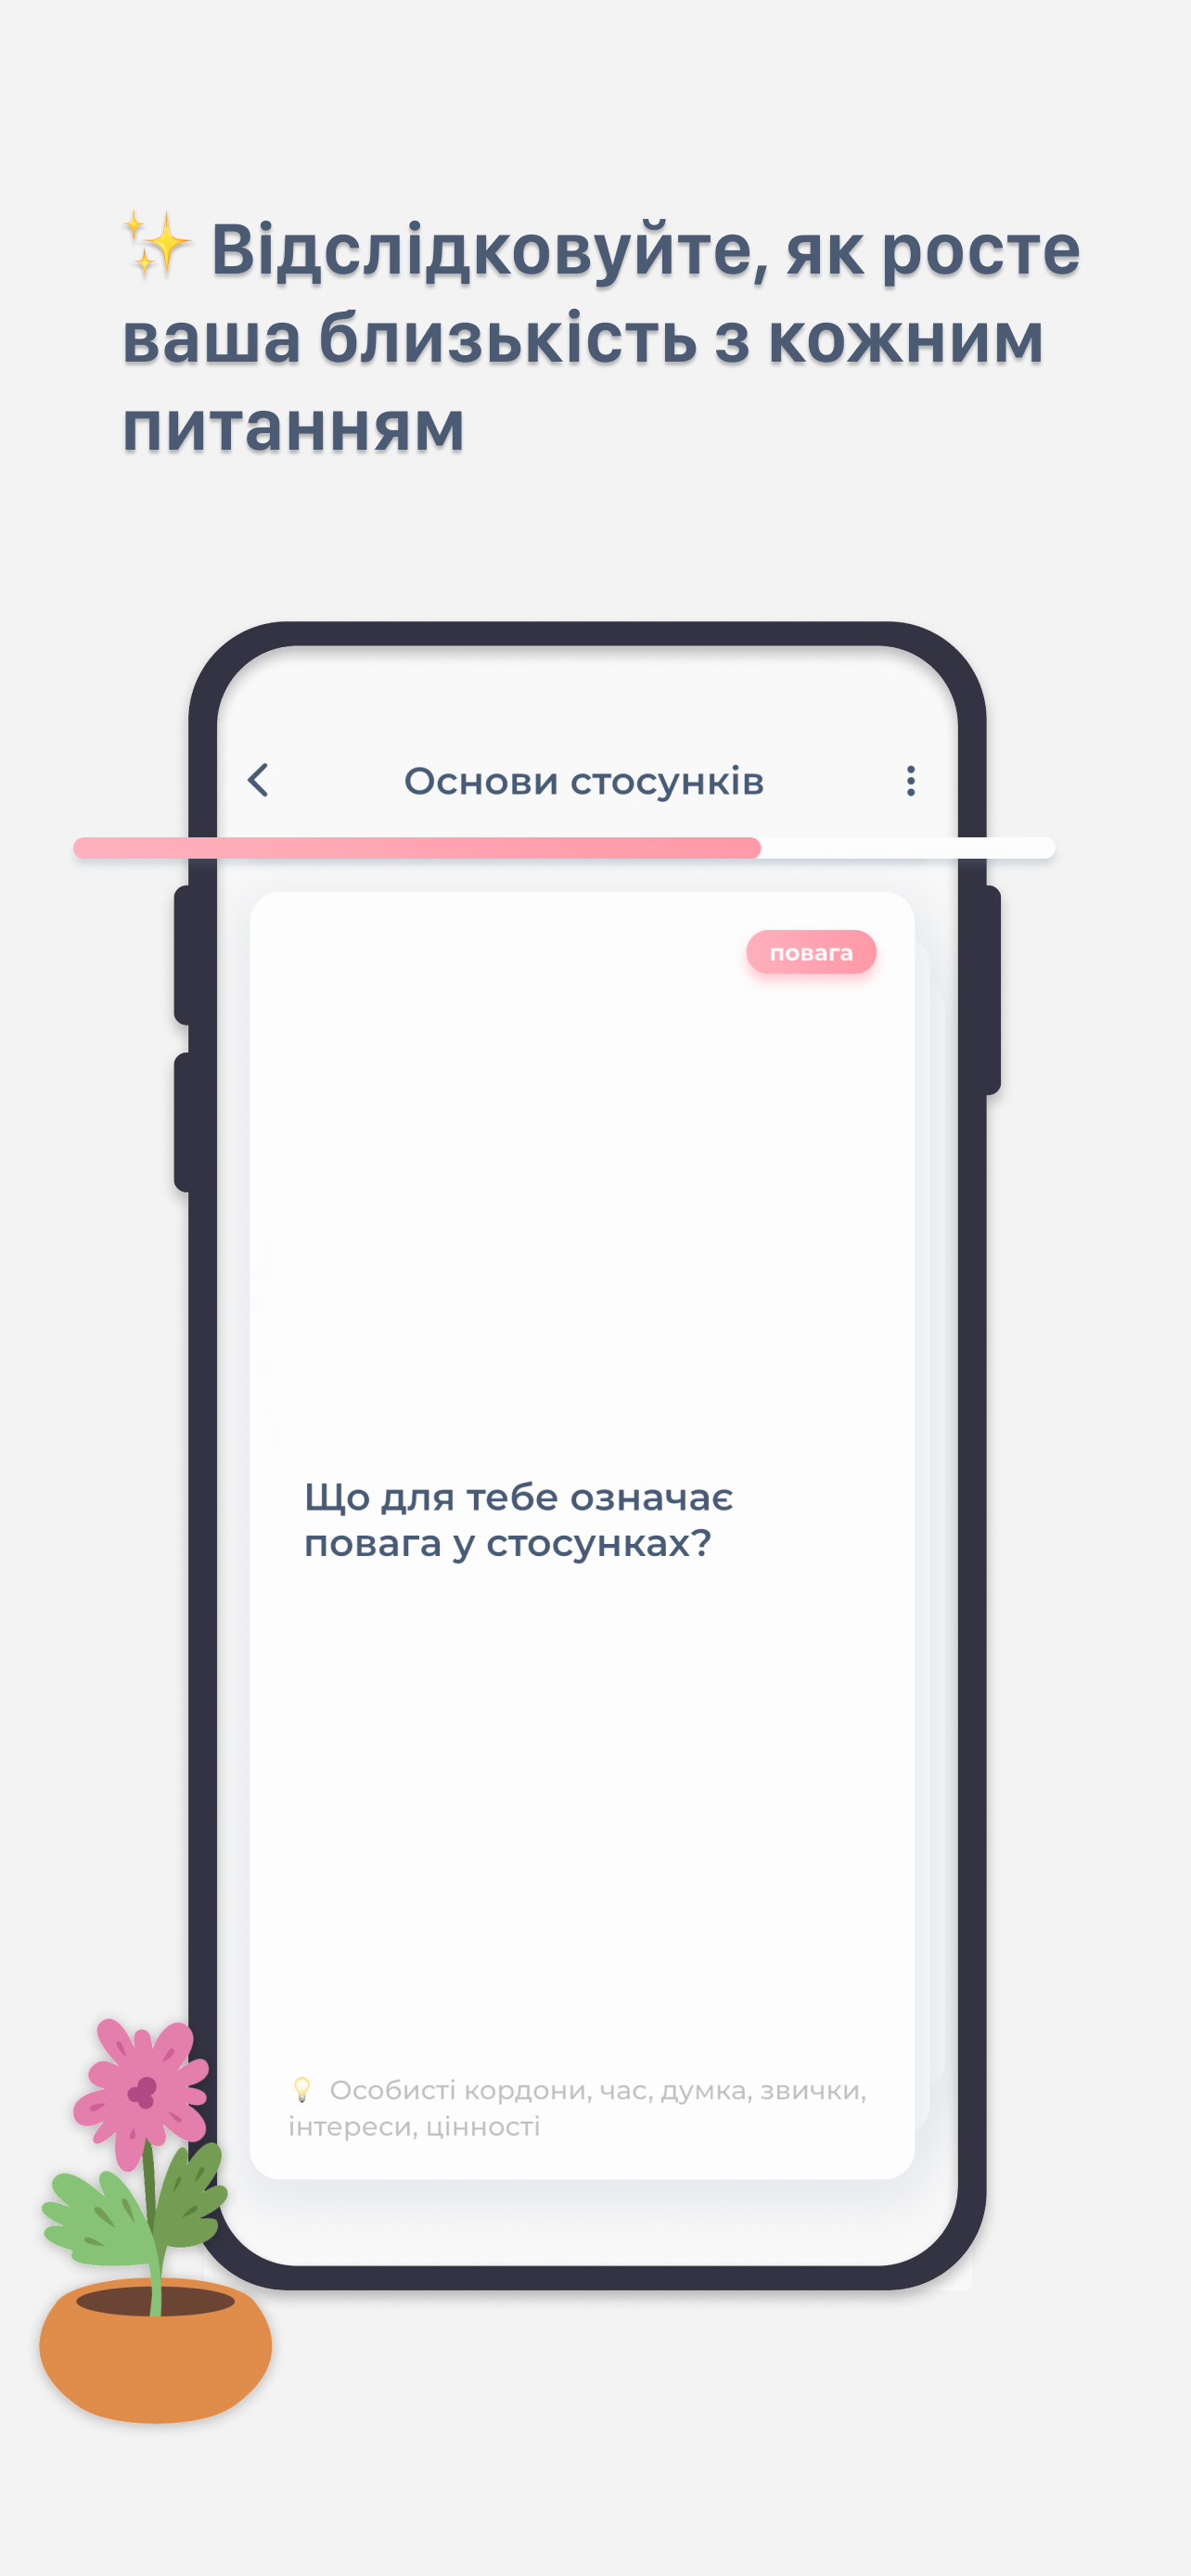 ✨ Відслідковуйте, як росте
ваша близькість з кожним
питанням
Основи стосунків
повага
Що для тебе означає
повага у стосунках?
💡 Особисті кордони, час, думка, звички,
інтереси, цінності